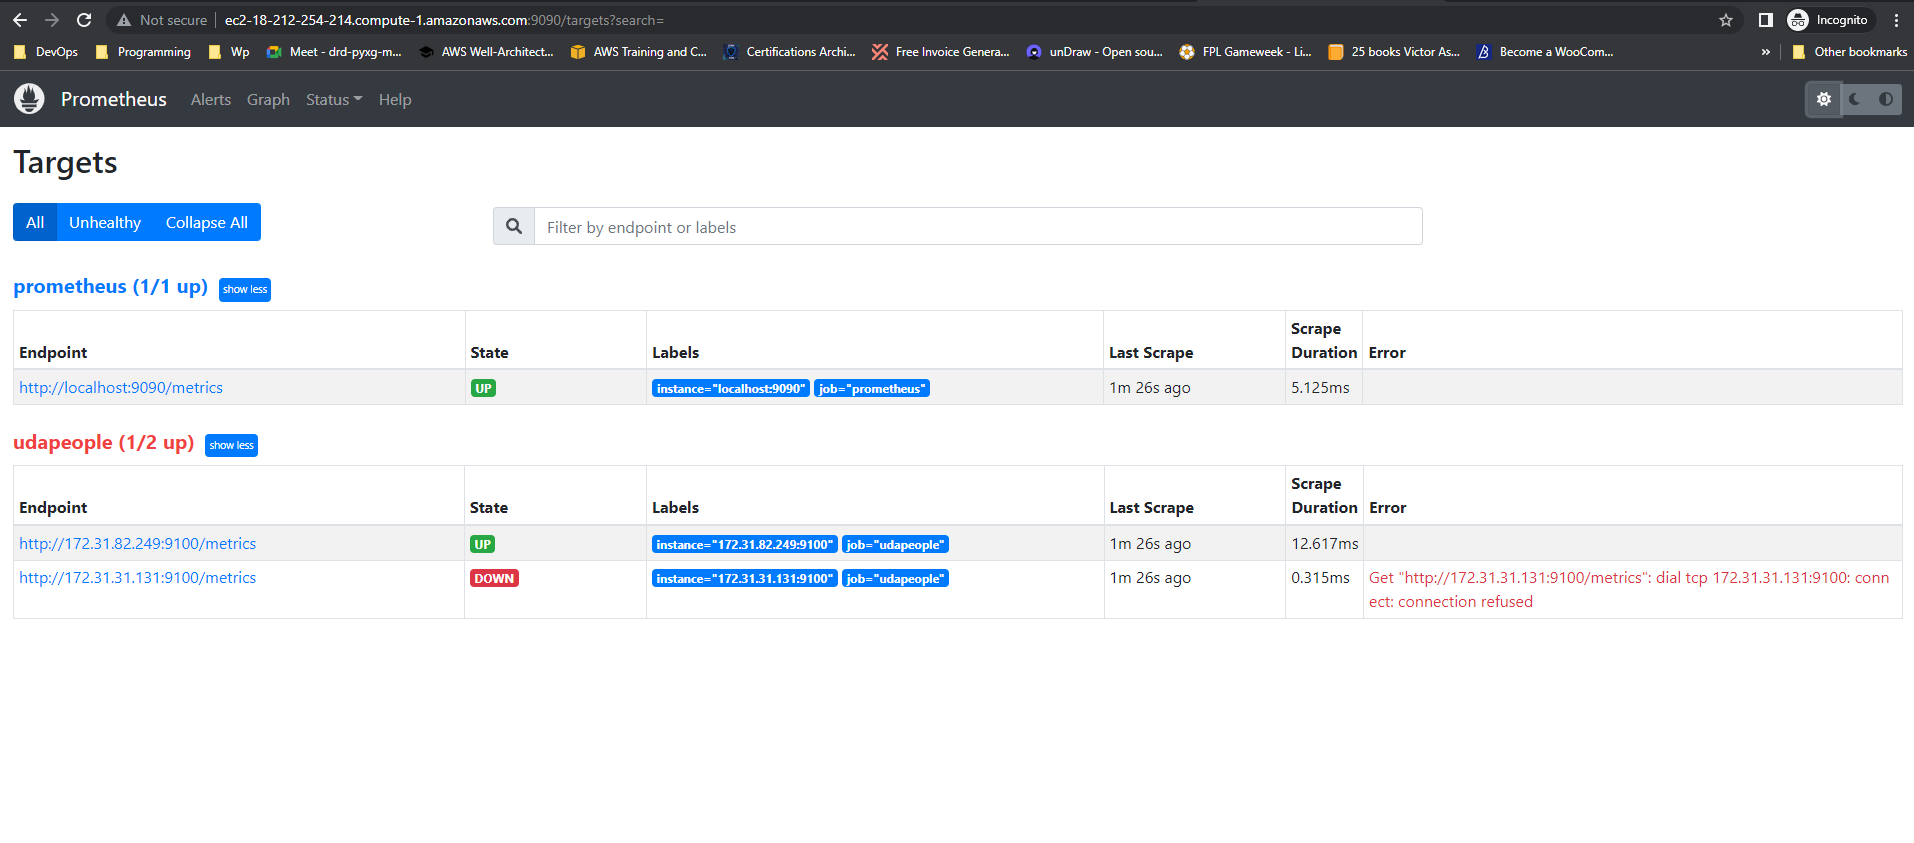 Not secure | ec2-18-212-254-214.compute-1.amazonaws.com:9090/targets?search=
Incognito
DevOps Programming Wp Meet - drd-pyxg-m... AWS Well-Architect... AWS Training and C... Certifications Archi... Free Invoice Genera... unDraw - Open sou... FPL Gameweek - Li... 25 books Victor As... Become a WooCom... » Other bookmarks
Prometheus Alerts Graph Status Help
Targets
All Unhealthy Collapse All
Filter by endpoint or labels
prometheus (1/1 up) show less
Endpoint State Labels Last Scrape Scrape Duration Error
http://localhost:9090/metrics UP instance="localhost:9090" job="prometheus" 1m 26s ago 5.125ms
udapeople (1/2 up) show less
Endpoint State Labels Last Scrape Scrape Duration Error
http://172.31.82.249:9100/metrics UP instance="172.31.82.249:9100" job="udapeople" 1m 26s ago 12.617ms
http://172.31.31.131:9100/metrics DOWN instance="172.31.31.131:9100" job="udapeople" 1m 26s ago 0.315ms Get "http://172.31.31.131:9100/metrics": dial tcp 172.31.31.131:9100: conn
ect: connection refused